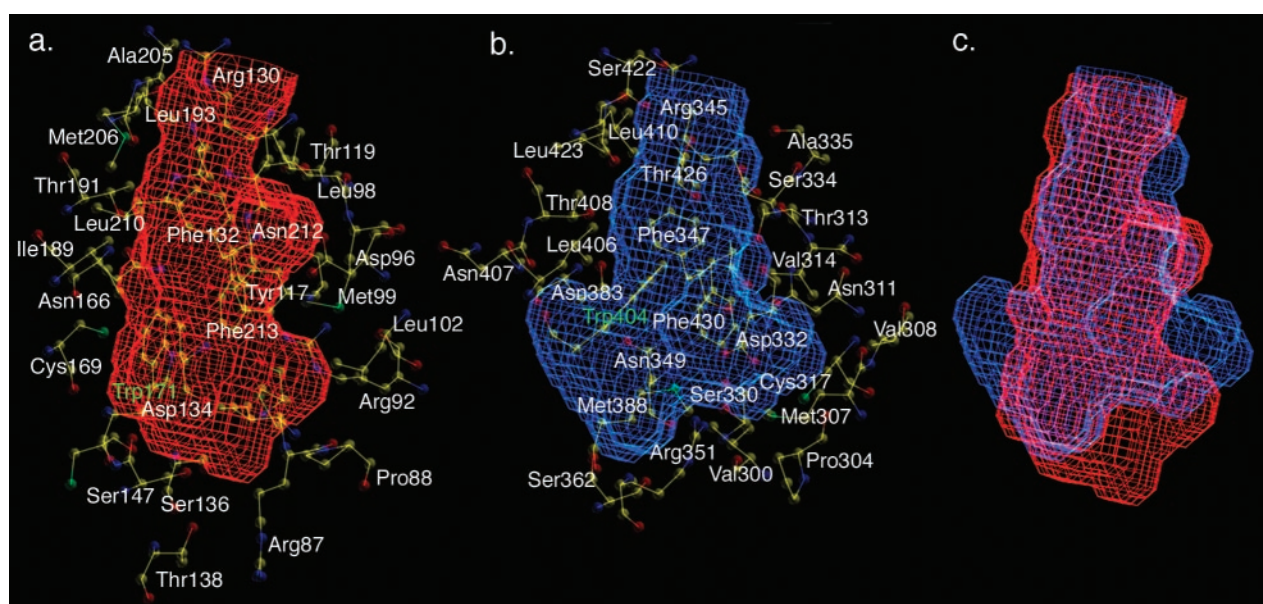 a.
Ala205
Arg130
Leu193
Met206
Thr119
Thr191
Leu98
Leu210
Phe132
Asn212
Ile189
Asp96
Asn166
Tyr117
Met99
Phe213
Leu102
Cys169
Trp171
Arg92
Asp134
Pro88
Ser147
Ser136
Arg87
Thr138
b.
Ser422
Arg345
Leu410
Ala335
Leu423
Thr426
Ser334
Thr408
Thr313
Phe347
Leu406
Val314
Asn407
Asn383
Asn311
Trp404
Phe430
Val308
Asp332
Asn349
Cys317
Ser330
Met388
Met307
Arg351
Val300
Pro304
Ser362
c.